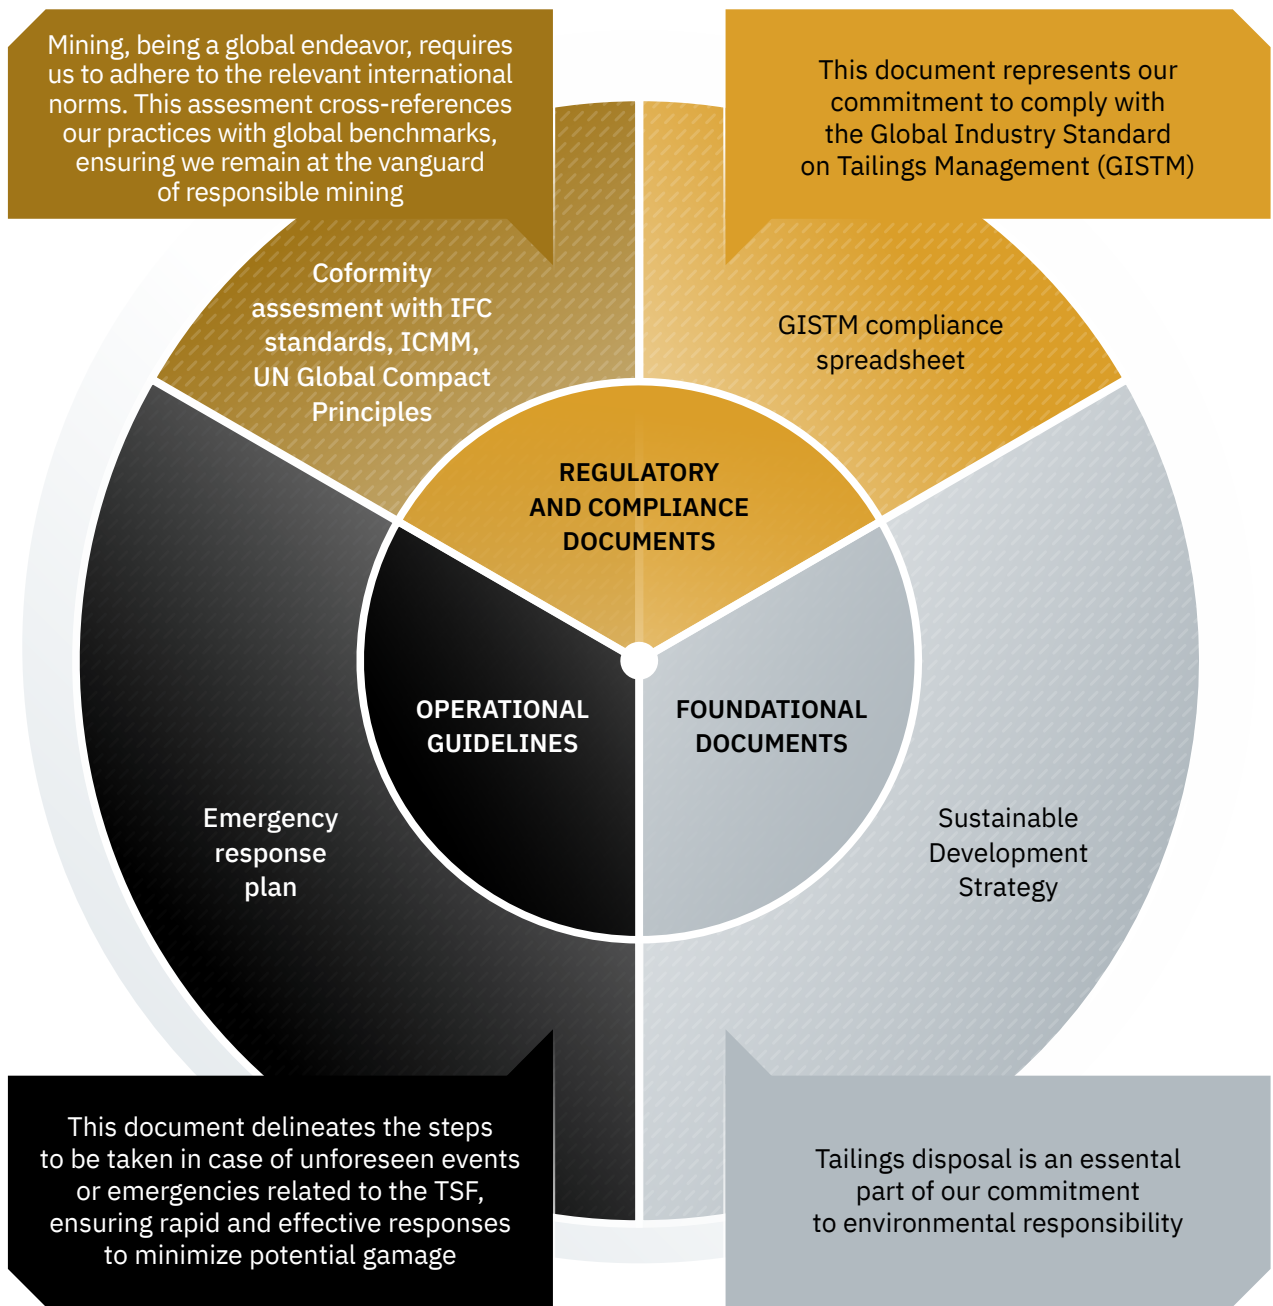 Mining, being a global endeavor, requires
us to adhere to the relevant international
norms. This assesment cross-references
our practices with global benchmarks,
ensuring we remain at the vanguard
of responsible mining
This document represents our
commitment to comply with
the Global Industry Standard
on Tailings Management (GISTM)
Coformity
assesment with IFC
standards, ICMM,
UN Global Compact
Principles
GISTM compliance
spreadsheet
REGULATORY
AND COMPLIANCE
DOCUMENTS
OPERATIONAL
GUIDELINES
FOUNDATIONAL
DOCUMENTS
Emergency
response
plan
Sustainable
Development
Strategy
This document delineates the steps
to be taken in case of unforeseen events
or emergencies related to the TSF,
ensuring rapid and effective responses
to minimize potential gamage
Tailings disposal is an essental
part of our commitment
to environmental responsibility